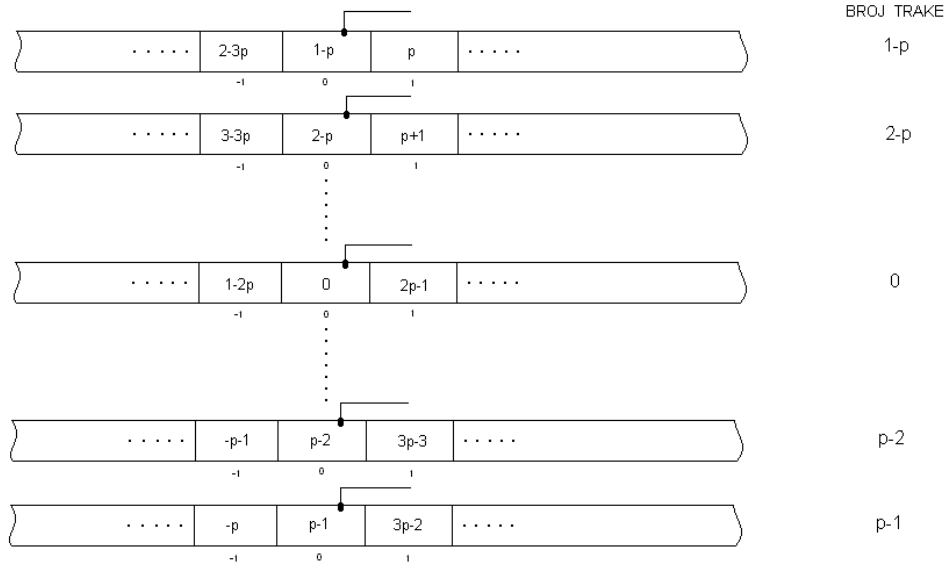 BROJ TRAKE
· · · · · 2-3p 1-p p · · · · · 1-p
-1 0 1
· · · · · 3-3p 2-p p+1 · · · · · 2-p
-1 0 1
· · · · · 1-2p 0 2p-1 · · · · · 0
-1 0 1
· · · · · -p-1 p-2 3p-3 · · · · · p-2
-1 0 1
· · · · · -p p-1 3p-2 · · · · · p-1
-1 0 1